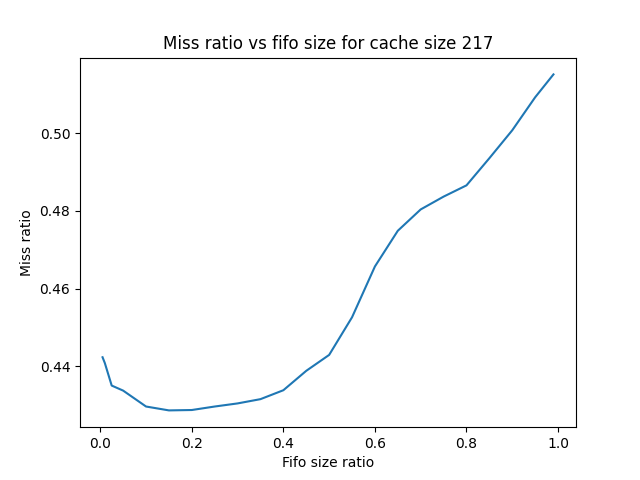 Miss ratio vs fifo size for cache size 217
0.50
0.48
0.46
0.44
Miss ratio
0.0 0.2 0.4 0.6 0.8 1.0
Fifo size ratio